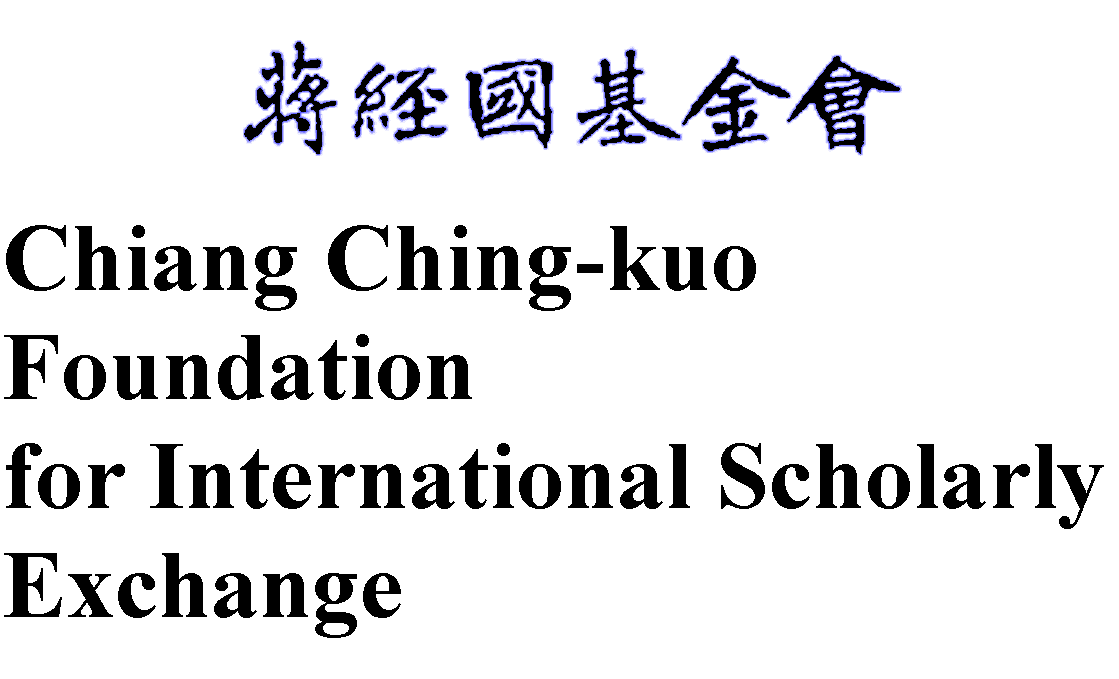 蔣經國基金會
Chiang Ching-kuo
Foundation
for International Scholarly
Exchange